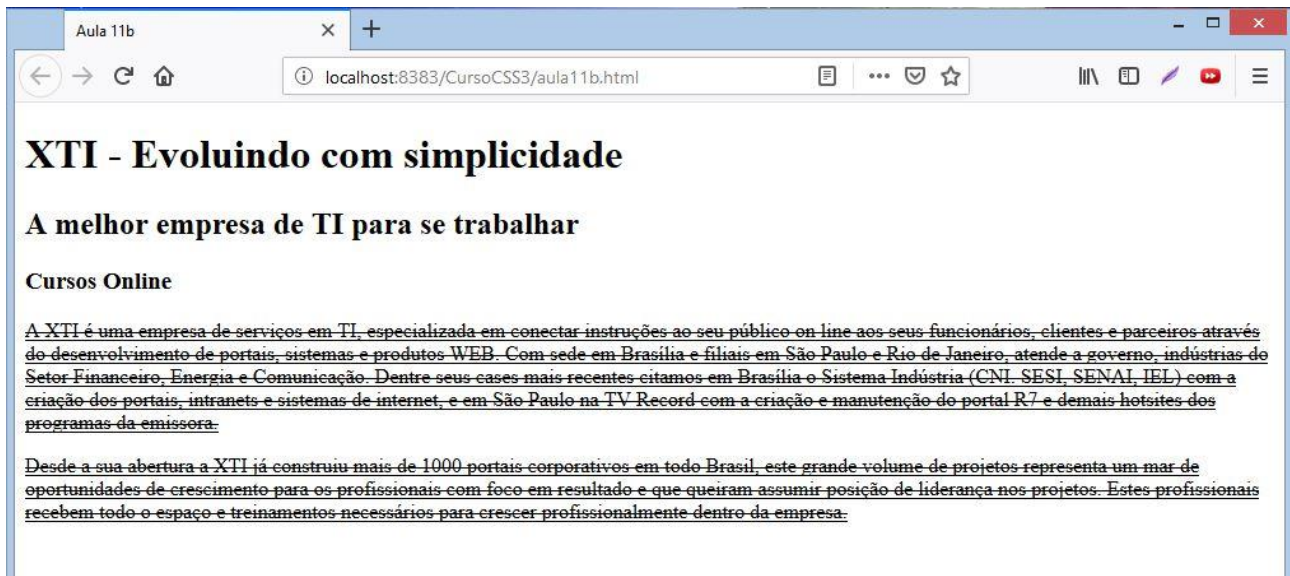 Aula 11b
localhost:8383/CursoCSS3/aula11b.html
XTI - Evoluindo com simplicidade
A melhor empresa de TI para se trabalhar
Cursos Online
A XTI é uma empresa de serviços em TI, especializada em conectar instruções ao seu público on line aos seus funcionários, clientes e parceiros através
do desenvolvimento de portais, sistemas e produtos WEB. Com sede em Brasília e filiais em São Paulo e Rio de Janeiro, atende a governo, indústrias do
Setor Financeiro, Energia e Comunicação. Dentre seus cases mais recentes citamos em Brasília o Sistema Indústria (CNI. SESI, SENAI, IEL) com a
criação dos portais, intranets e sistemas de internet, e em São Paulo na TV Record com a criação e manutenção do portal R7 e demais hotsites dos
programas da emissora.
Desde a sua abertura a XTI já construiu mais de 1000 portais corporativos em todo Brasil, este grande volume de projetos representa um mar de
oportunidades de crescimento para os profissionais com foco em resultado e que queiram assumir posição de liderança nos projetos. Estes profissionais
recebem todo o espaço e treinamentos necessários para crescer profissionalmente dentro da empresa.